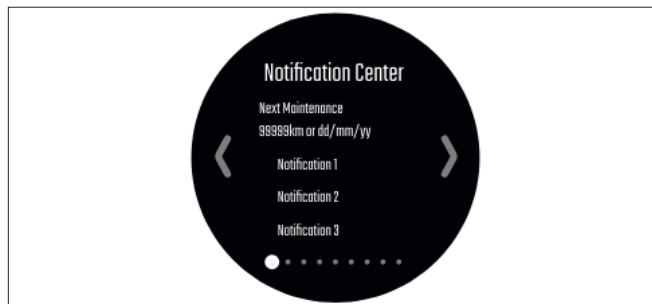 Notification Center
Next Maintenance
99999km or dd/mm/yy
Notification 1
Notification 2
Notification 3